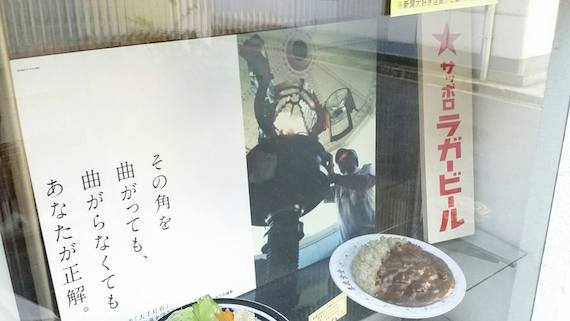 その角を
曲がっても、
曲がらなくても
あなたが正解。
サッポロ
ラガービール